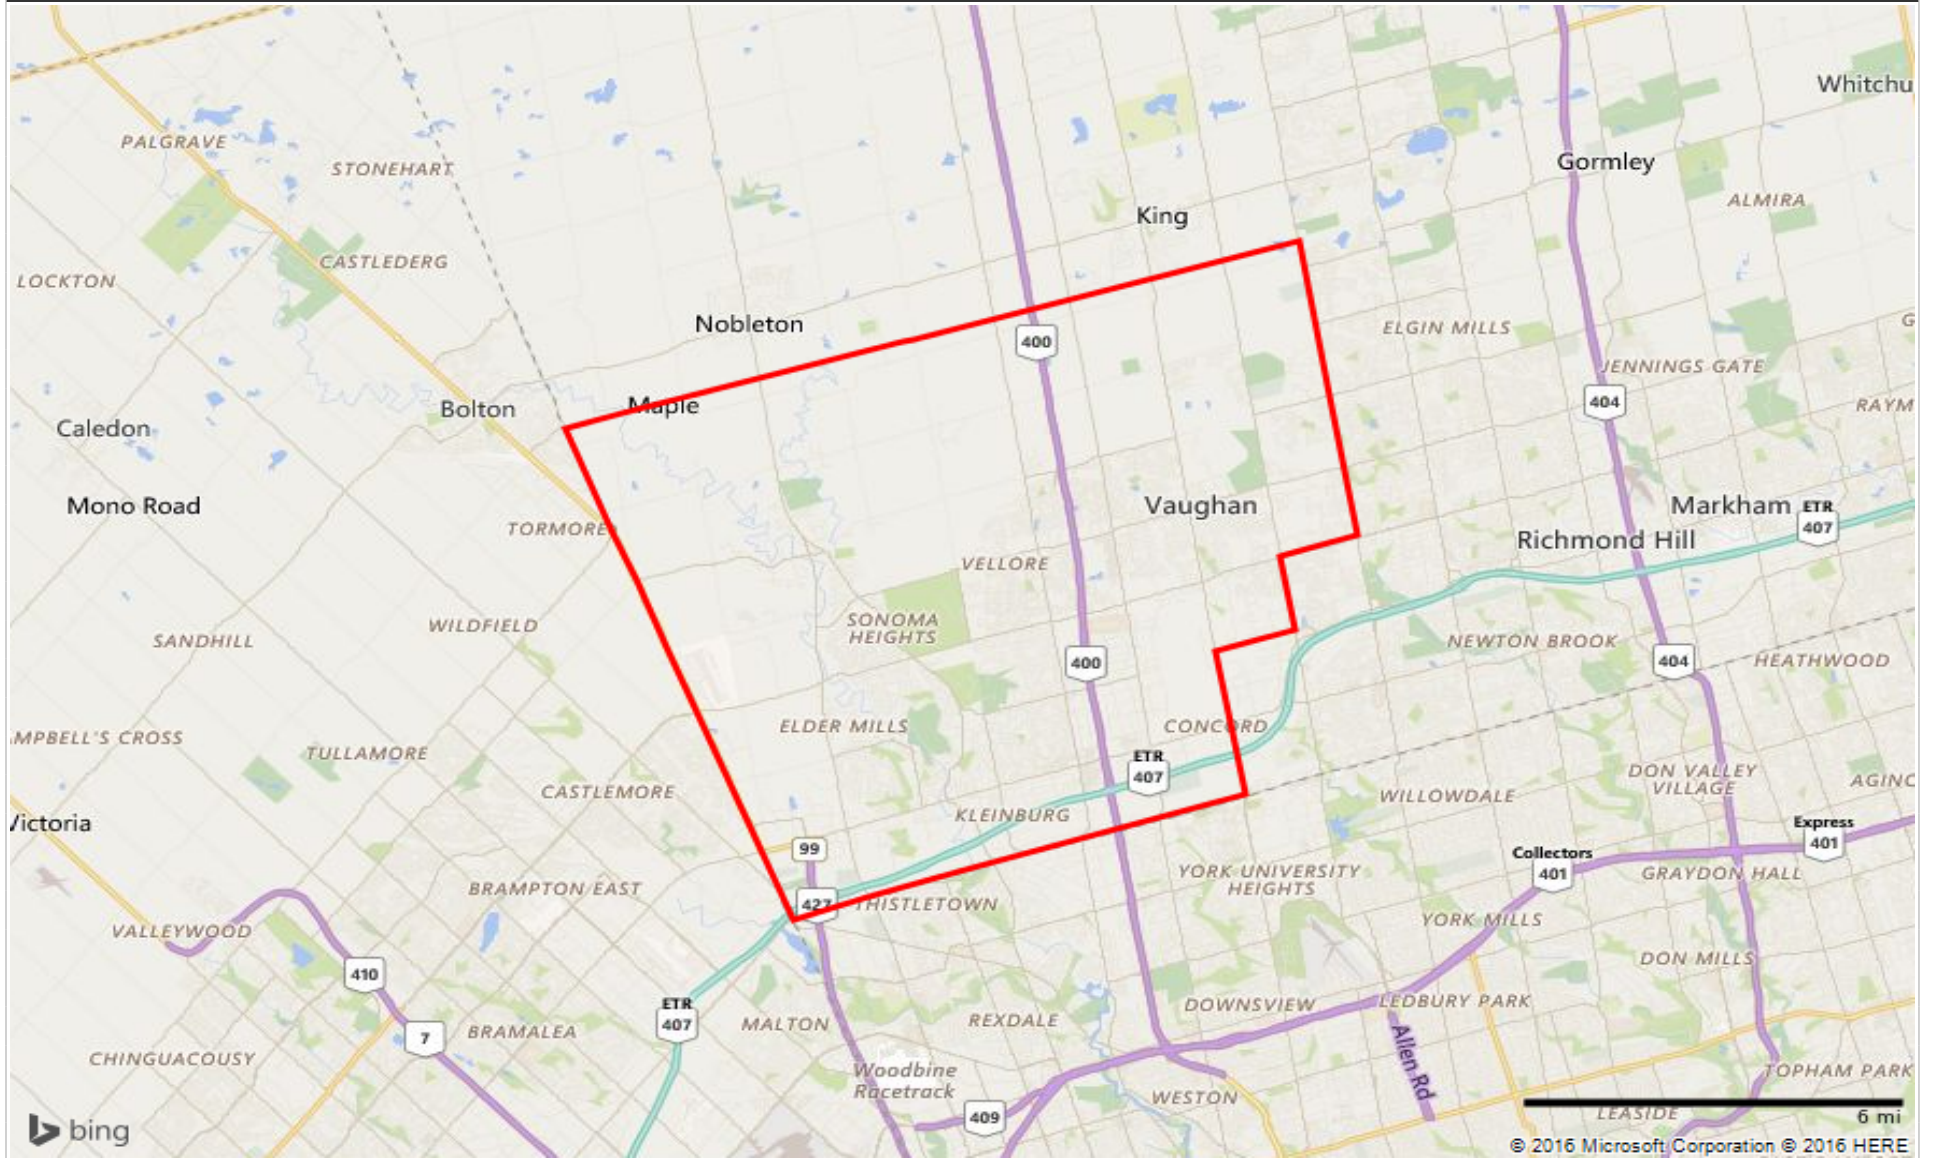 Whitchu
PALGRAVE
Gormley
STONEHART
ALMIRA
King
CASTLEDERG
LOCKTON
Nobleton
ELGIN MILLS
G
400
JENNINGS GATE
404
RAYM
Maple
Bolton
Caledon
Mono Road
Vaughan
Markham
ETR
407
TORMORE
Richmond Hill
VELLORE
SONOMA
HEIGHTS
WILDFIELD
SANDHILL
NEWTON BROOK
400
404
HEATHWOOD
ELDER MILLS
CONCORD
MPBELL'S CROSS
TULLAMORE
ETR
407
DON VALLEY
VILLAGE
AGINC
CASTLEMORE
WILLOWDALE
KLEINBURG
Victoria
Express
401
99
Collectors
401
YORK UNIVERSITY
HEIGHTS
GRAYDON HALL
BRAMPTON EAST
427
THISTLETOWN
YORK MILLS
VALLEYWOOD
DON MILLS
410
DOWNSVIEW
LEDBURY PARK
ETR
407
MALTON
REXDALE
7
BRAMALEA
CHINGUACOUSY
Woodbine
Racetrack
Allen Rd
TOPHAM PARK
WESTON
409
LEASIDE
6 mi
bing
© 2016 Microsoft Corporation © 2016 HERE